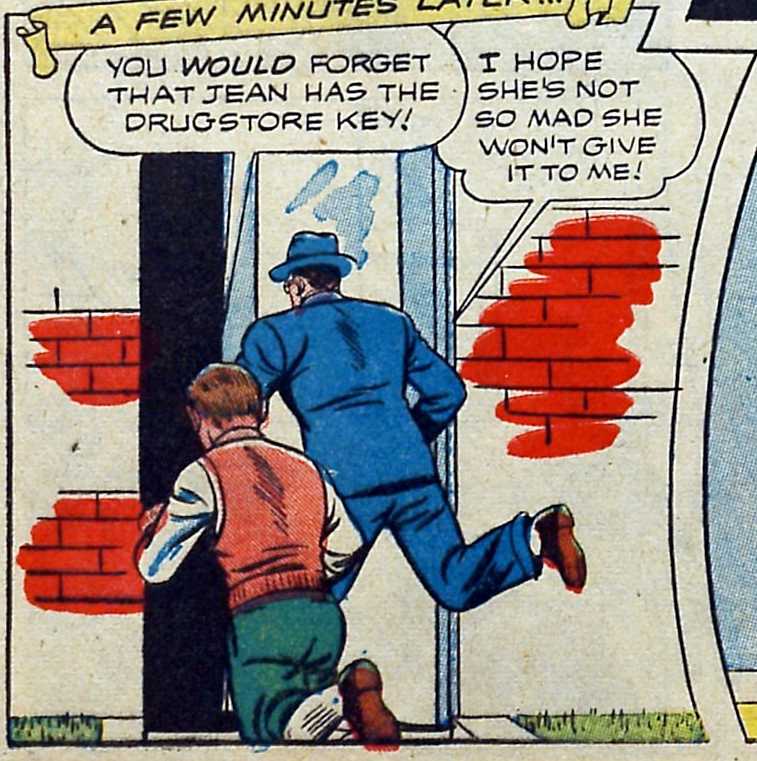 A FEW MINUTES LATER...
YOU WOULD FORGET
THAT JEAN HAS THE
DRUGSTORE KEY!
I HOPE
SHE'S NOT
SO MAD SHE
WON'T GIVE
IT TO ME!